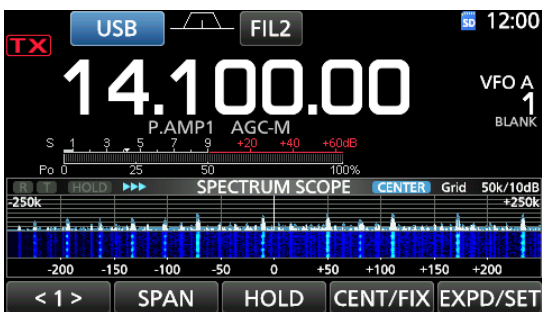 USB FIL2 SD 12:00
TX
14.100.00
VFO A
1
P.AMP1 AGC-M
BLANK
S 1 3 5 7 9 +20 +40 +60dB
Po 0 25 50 100%
R T HOLD SPECTRUM SCOPE CENTER Grid 50k/10dB
-250k +250k
-200 -150 -100 -50 0 +50 +100 +150 +200
< 1 > SPAN HOLD CENT/FIX EXPD/SET